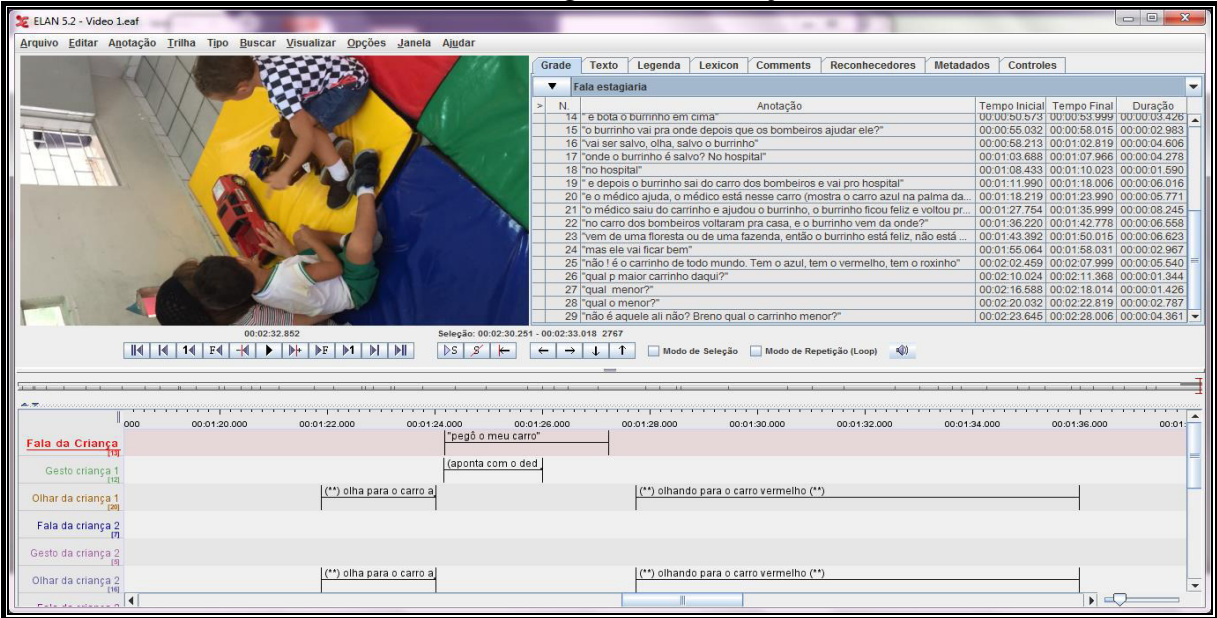 ELAN 5.2 - Video 1.eaf
Arquivo Editar Anotação Trilha Tipo Buscar Visualizar Opções Janela Ajudar
Grade Texto Legenda Lexicon Comments Reconhecedores Metadados Controles
Fala estagiaria
> N. Anotação Tempo Inicial Tempo Final Duração
14 " e bota o burrinho em cima" 00:00:50.573 00:00:53.999 00:00:03.426
15 "o burrinho vai pra onde depois que os bombeiros ajudar ele?" 00:00:55.032 00:00:58.015 00:00:02.983
16 "vai ser salvo, olha, salvo o burrinho" 00:00:58.213 00:01:02.819 00:00:04.606
17 "onde o burrinho é salvo? No hospital" 00:01:03.688 00:01:07.966 00:00:04.278
18 "no hospital" 00:01:08.433 00:01:10.023 00:00:01.590
19 " e depois o burrinho sai do carro dos bombeiros e vai pro hospital" 00:01:11.990 00:01:18.006 00:00:06.016
20 "e o médico ajuda, o médico está nesse carro (mostra o carro azul na palma da... 00:01:18.219 00:01:23.990 00:00:05.771
21 "o médico saiu do carrinho e ajudou o burrinho, o burrinho ficou feliz e voltou pr... 00:01:27.754 00:01:35.999 00:00:08.245
22 "no carro dos bombeiros voltaram pra casa, e o burrinho vem da onde?" 00:01:36.220 00:01:42.778 00:00:06.558
23 "vem de uma floresta ou de uma fazenda, então o burrinho está feliz, não está ... 00:01:43.392 00:01:50.015 00:00:06.623
24 "mas ele vai ficar bem" 00:01:55.064 00:01:58.031 00:00:02.967
25 "não ! é o carrinho de todo mundo. Tem o azul, tem o vermelho, tem o roxinho" 00:02:02.459 00:02:07.999 00:00:05.540
26 "qual p maior carrinho daqui?" 00:02:10.024 00:02:11.368 00:00:01.344
27 "qual menor?" 00:02:16.588 00:02:18.014 00:00:01.426
28 "qual o menor?" 00:02:20.032 00:02:22.819 00:00:02.787
29 "não é aquele ali não? Breno qual o carrinho menor?" 00:02:23.645 00:02:28.006 00:00:04.361
00:02:32.852 Seleção: 00:02:30.251 - 00:02:33.018 2767
Modo de Seleção Modo de Repetição (Loop)
000 00:01:20.000 00:01:22.000 00:01:24.000 00:01:26.000 00:01:28.000 00:01:30.000 00:01:32.000 00:01:34.000 00:01:36.000 00:01:
Fala da Criança "pegô o meu carro"
[13]
Gesto criança 1 (aponta com o ded
[12]
Olhar da criança 1 (**) olha para o carro a (**) olhando para o carro vermelho (**)
[20]
Fala da criança 2
[7]
Gesto da criança 2
Olhar da criança 2 (**) olha para o carro a (**) olhando para o carro vermelho (**)
[16]